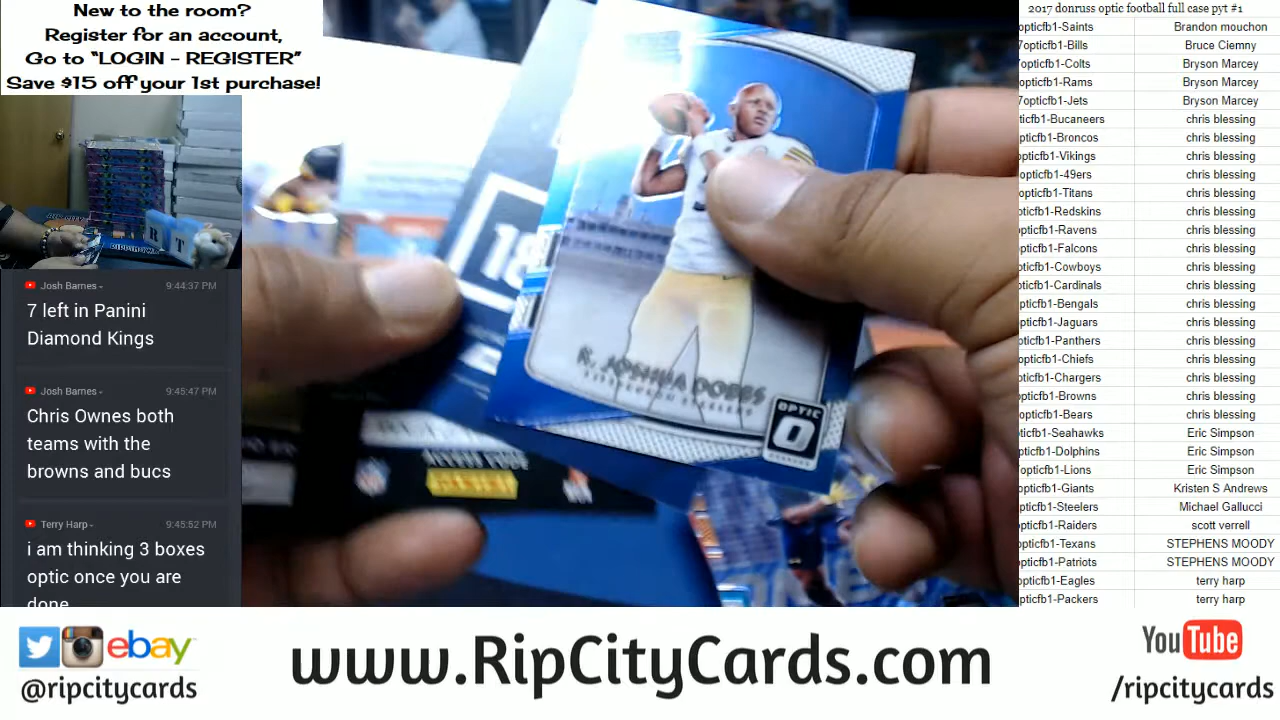 New to the room?
Register for an account,
Go to “LOGIN - REGISTER”
Save $15 off your 1st purchase!
Josh Barnes 9:44:37 PM
7 left in Panini
Diamond Kings
Josh Barnes 9:45:47 PM
Chris Ownes both
teams with the
browns and bucs
Terry Harp 9:45:52 PM
i am thinking 3 boxes
optic once you are
done
R. JOSHUA DOBBS
PITTSBURGH STEELERS
OPTIC
DONRUSS
18
NFL
PANINI
2017 donruss optic football full case pyt #1
opticfb1-Saints Brandon mouchon
7opticfb1-Bills Bruce Ciemny
7opticfb1-Colts Bryson Marcey
opticfb1-Rams Bryson Marcey
7opticfb1-Jets Bryson Marcey
opticfb1-Bucaneers chris blessing
opticfb1-Broncos chris blessing
opticfb1-Vikings chris blessing
opticfb1-49ers chris blessing
opticfb1-Titans chris blessing
opticfb1-Redskins chris blessing
opticfb1-Ravens chris blessing
opticfb1-Falcons chris blessing
opticfb1-Cowboys chris blessing
opticfb1-Cardinals chris blessing
opticfb1-Bengals chris blessing
opticfb1-Jaguars chris blessing
opticfb1-Panthers chris blessing
opticfb1-Chiefs chris blessing
opticfb1-Chargers chris blessing
opticfb1-Browns chris blessing
opticfb1-Bears chris blessing
opticfb1-Seahawks Eric Simpson
opticfb1-Dolphins Eric Simpson
opticfb1-Lions Eric Simpson
opticfb1-Giants Kristen S Andrews
opticfb1-Steelers Michael Gallucci
opticfb1-Raiders scott verrell
opticfb1-Texans STEPHENS MOODY
opticfb1-Patriots STEPHENS MOODY
opticfb1-Eagles terry harp
opticfb1-Packers terry harp
ebay
@ripcitycards
www.RipCityCards.com
YouTube
/ripcitycards